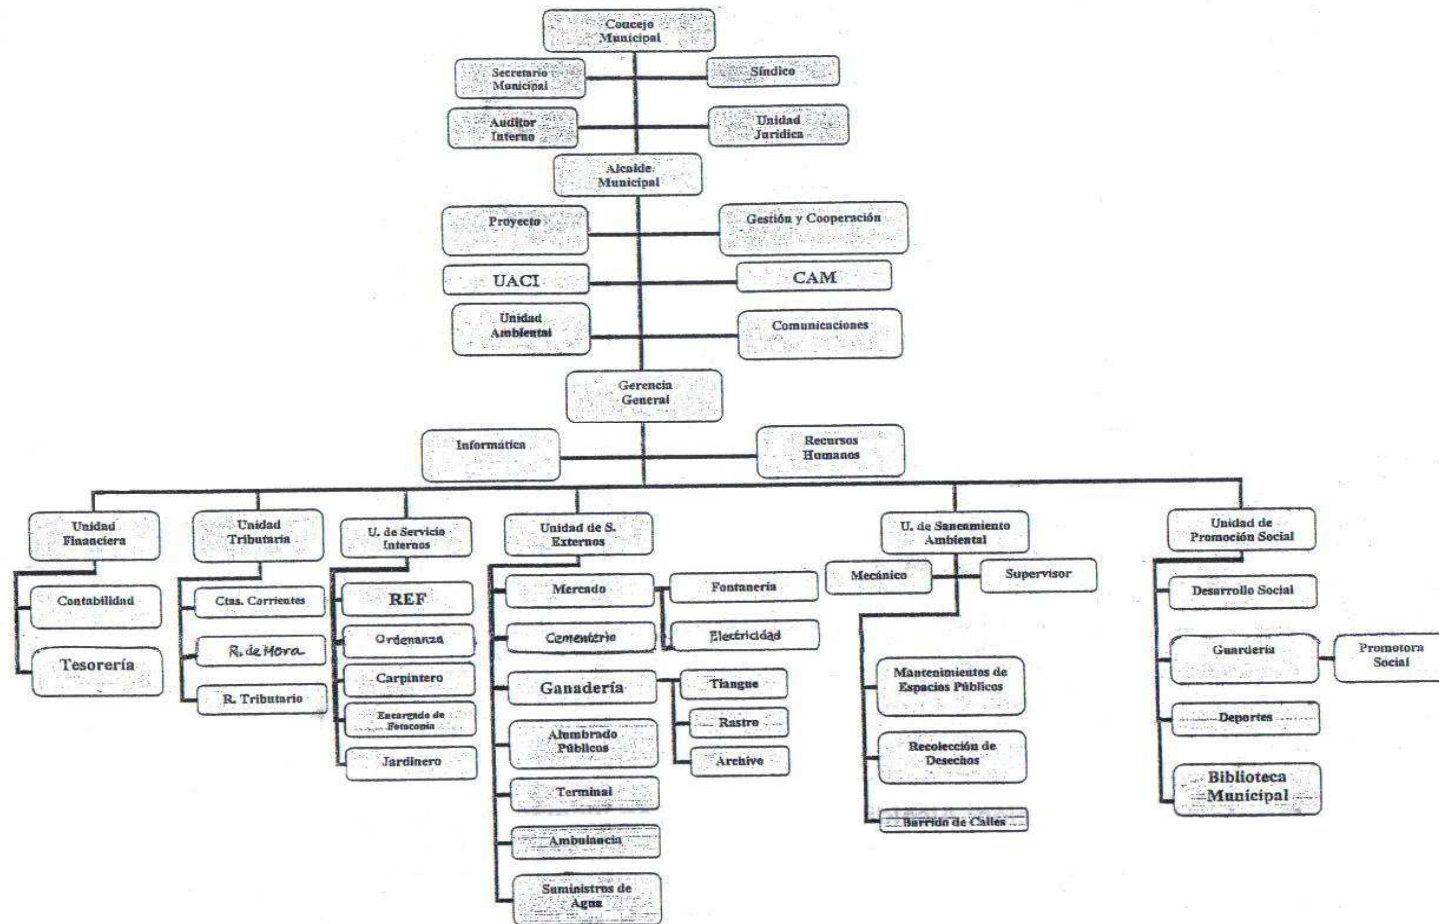 Concejo
Municipal
Secretario
Municipal
Síndico
Auditor
Interno
Unidad
Jurídica
Alcalde
Municipal
Proyecto
Gestión y Cooperación
UACI
CAM
Unidad
Ambiental
Comunicaciones
Gerencia
General
Informática
Recursos
Humanos
Unidad
Financiera
Unidad
Tributaria
U. de Servicio
Internos
Unidad de S.
Externos
U. de Saneamiento
Ambiental
Unidad de
Promoción Social
Contabilidad
Tesorería
Ctas. Corrientes
R. de Mora
R. Tributario
REF
Ordenanza
Carpintero
Encargado de
Fotocopia
Jardinero
Mercado
Fontanería
Cementerio
Electricidad
Ganadería
Tiangue
Rastro
Archivo
Alumbrado
Públicos
Terminal
Ambulancia
Suministros de
Agua
Mecánico
Supervisor
Mantenimientos de
Espacios Públicos
Recolección de
Desechos
Barrido de Calles
Desarrollo Social
Guardería
Promotora
Social
Deportes
Biblioteca
Municipal